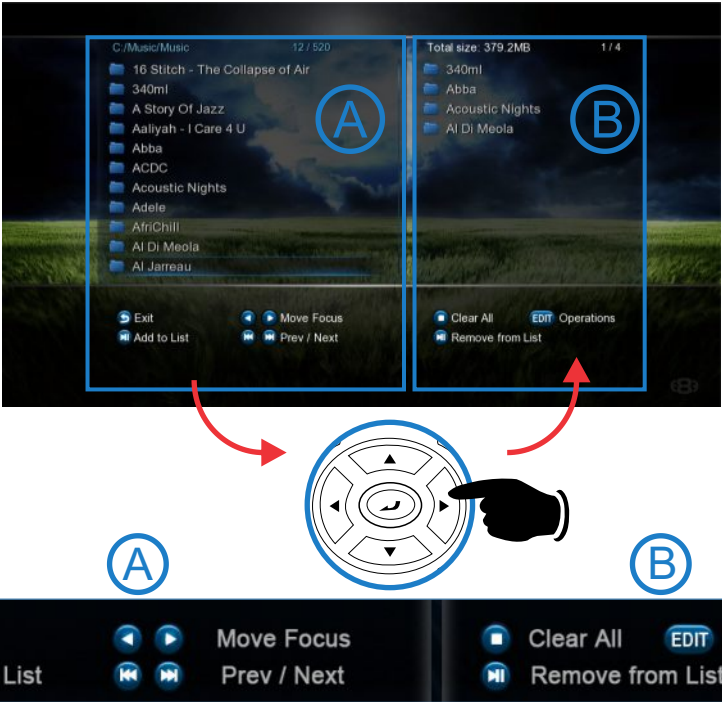 C:/Music/Music 12 / 520
16 Stitch - The Collapse of Air
340ml
A Story Of Jazz
Aaliyah - I Care 4 U
Abba
ACDC
Acoustic Nights
Adele
AfriChill
Al Di Meola
Al Jarreau
A
Exit Move Focus
Add to List Prev / Next
Total size: 379.2MB 1 / 4
340ml
Abba
Acoustic Nights
Al Di Meola
B
Clear All EDIT Operations
Remove from List
A B
Move Focus Clear All EDIT
List Prev / Next Remove from List